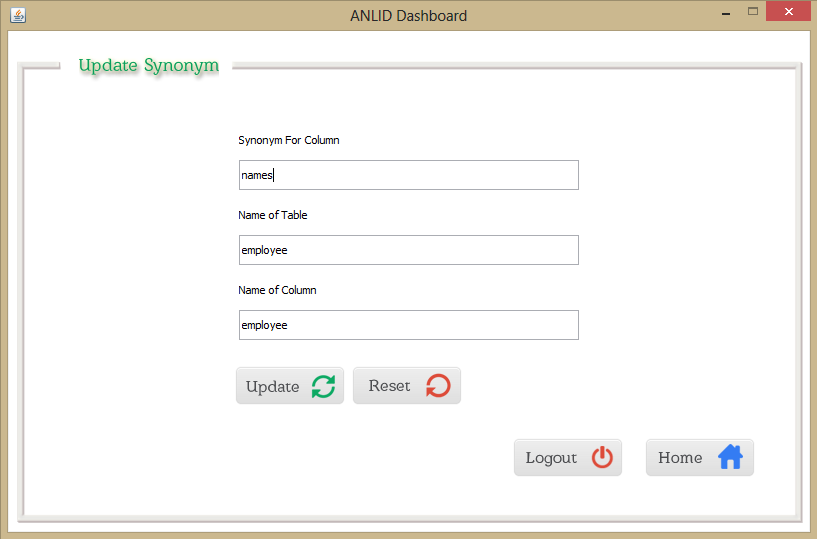 ANLID Dashboard
Update Synonym
Synonym For Column
names
Name of Table
employee
Name of Column
employee
Update Reset
Logout Home